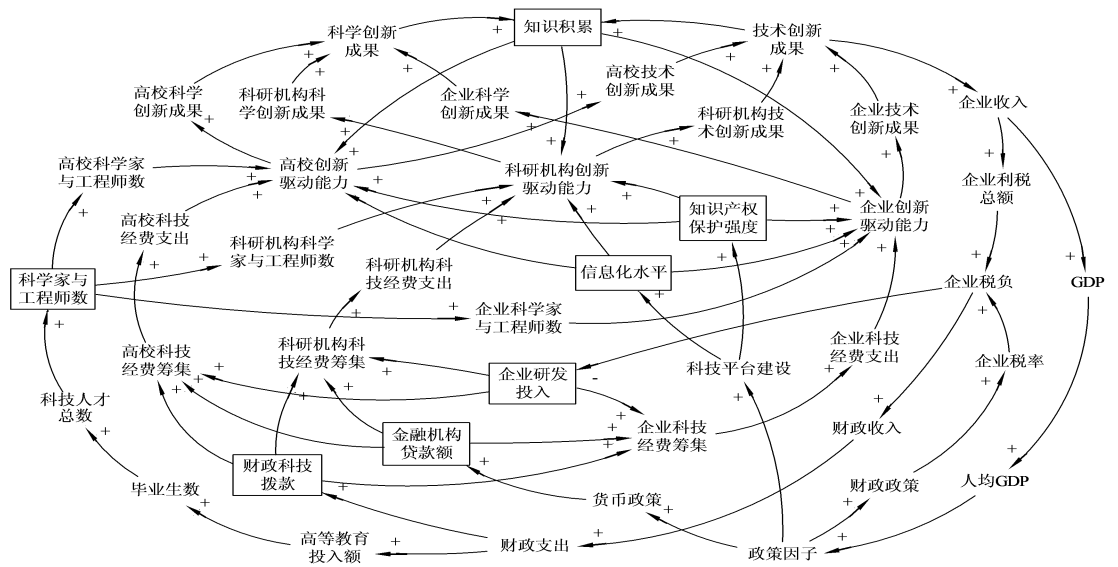 科学创新
成果
知识积累
技术创新
成果
高校科学
创新成果
科研机构科
学创新成果
企业科学
创新成果
高校技术
创新成果
科研机构技
术创新成果
企业技术
创新成果
企业收入
高校科学家
与工程师数
高校创新
驱动能力
科研机构创新
驱动能力
企业利税
总额
高校科技
经费支出
知识产权
保护强度
企业创新
驱动能力
科研机构科学
家与工程师数
科学家与
工程师数
科研机构科
技经费支出
信息化水平
企业税负
GDP
企业科学家
与工程师数
高校科技
经费筹集
科研机构科
技经费筹集
企业研发
投入
-
科技平台建设
企业科技
经费支出
企业税率
科技人才
总数
金融机构
贷款额
企业科技
经费筹集
财政收入
财政科技
拨款
毕业生数
货币政策
财政政策
人均GDP
高等教育
投入额
财政支出
政策因子